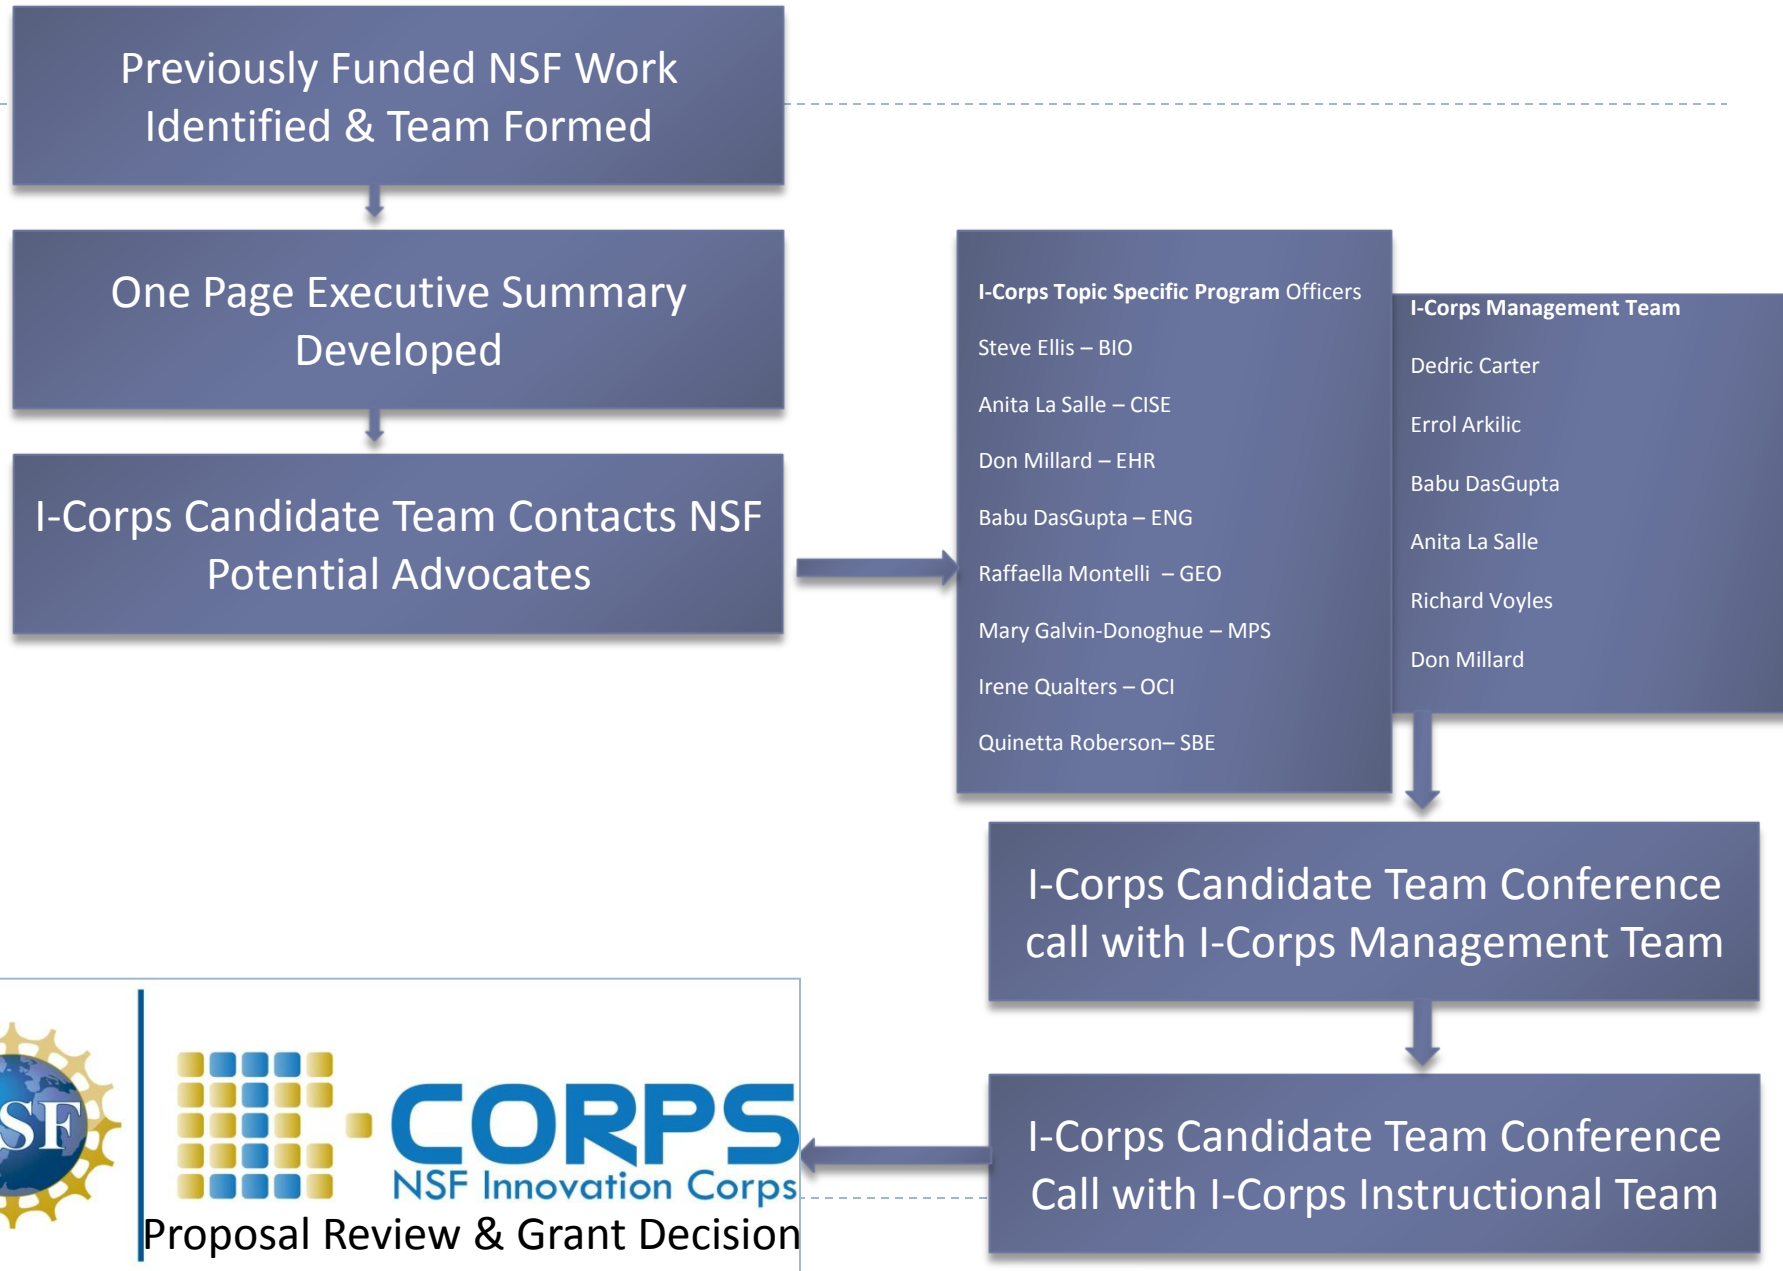 Previously Funded NSF Work
Identified & Team Formed
One Page Executive Summary
Developed
I-Corps Candidate Team Contacts NSF
Potential Advocates
I-Corps Topic Specific Program Officers
Steve Ellis – BIO
Anita La Salle – CISE
Don Millard – EHR
Babu DasGupta – ENG
Raffaella Montelli – GEO
Mary Galvin-Donoghue – MPS
Irene Qualters – OCI
Quinetta Roberson– SBE
I-Corps Management Team
Dedric Carter
Errol Arkilic
Babu DasGupta
Anita La Salle
Richard Voyles
Don Millard
I-Corps Candidate Team Conference
call with I-Corps Management Team
I-Corps Candidate Team Conference
Call with I-Corps Instructional Team
SF
I-CORPS
NSF Innovation Corps
Proposal Review & Grant Decision